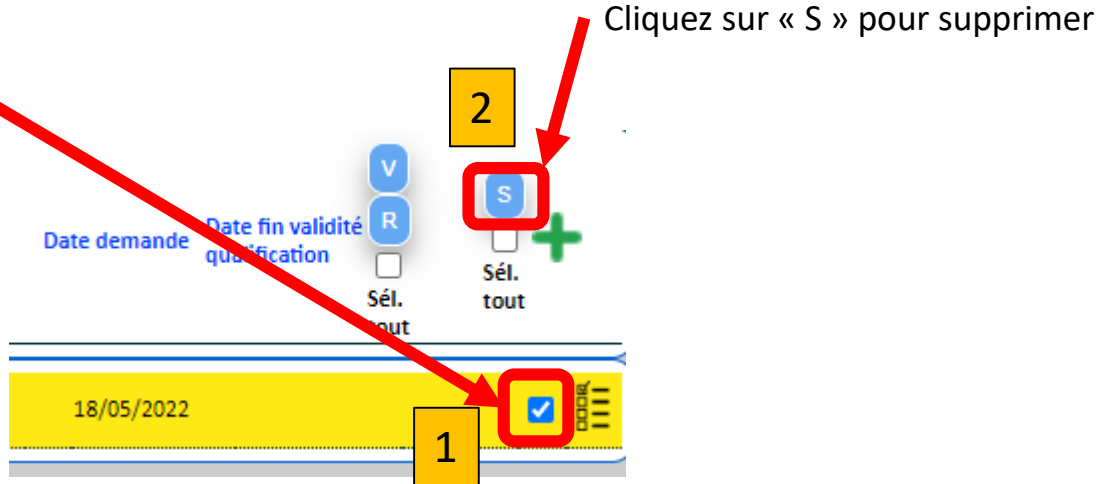 Cliquez sur « S » pour supprimer
2
V
S
R
Date demande
Date fin validité
qualification
Sél.
tout
Sél.
tout
18/05/2022
1